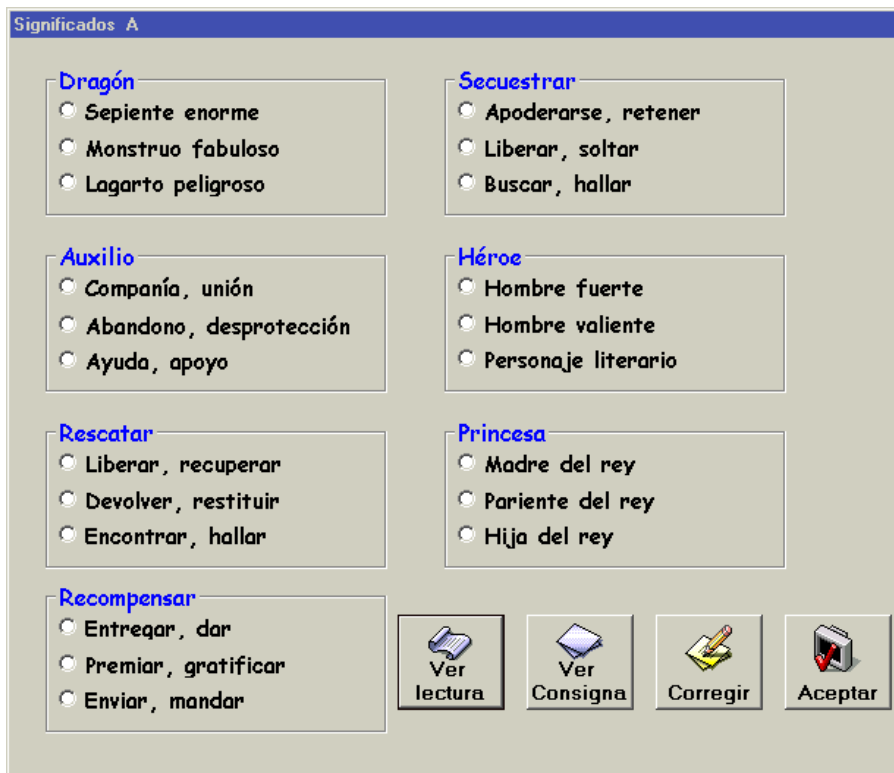 Significados A
Dragón
Sepiente enorme
Monstruo fabuloso
Lagarto peligroso
Secuestrar
Apoderarse, retener
Liberar, soltar
Buscar, hallar
Auxilio
Companía, unión
Abandono, desprotección
Ayuda, apoyo
Héroe
Hombre fuerte
Hombre valiente
Personaje literario
Rescatar
Liberar, recuperar
Devolver, restituir
Encontrar, hallar
Princesa
Madre del rey
Pariente del rey
Hija del rey
Recompensar
Entregar, dar
Premiar, gratificar
Enviar, mandar
Ver
lectura
Ver
Consigna
Corregir
Aceptar